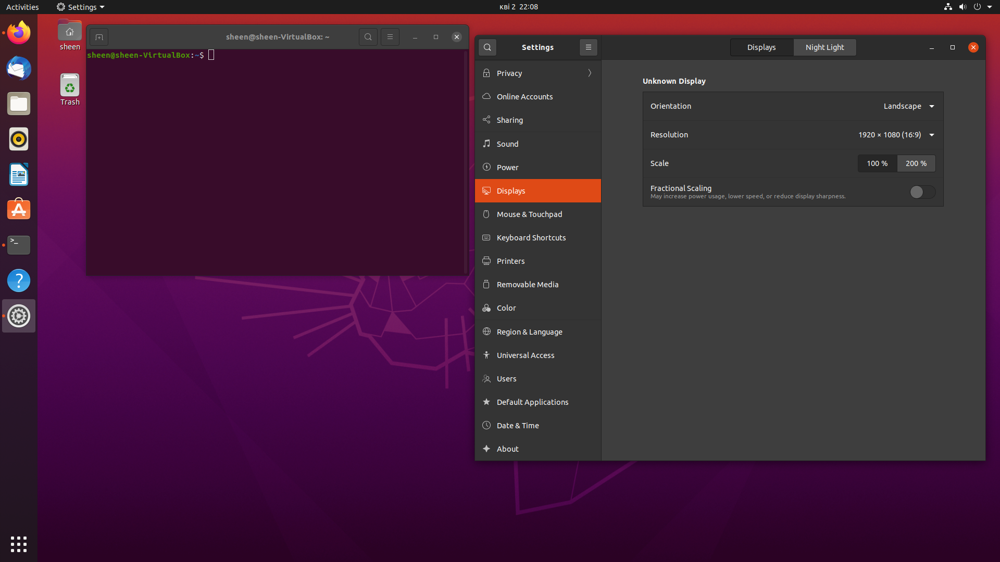 Activities
Settings
кві 2 22:08
sheen
Trash
sheen@sheen-VirtualBox: ~
sheen@sheen-VirtualBox:~$
Settings
Privacy
Online Accounts
Sharing
Sound
Power
Displays
Mouse & Touchpad
Keyboard Shortcuts
Printers
Removable Media
Color
Region & Language
Universal Access
Users
Default Applications
Date & Time
About
Displays
Night Light
Unknown Display
Orientation
Landscape
Resolution
1920 × 1080 (16:9)
Scale
100 %
200 %
Fractional Scaling
May increase power usage, lower speed, or reduce display sharpness.